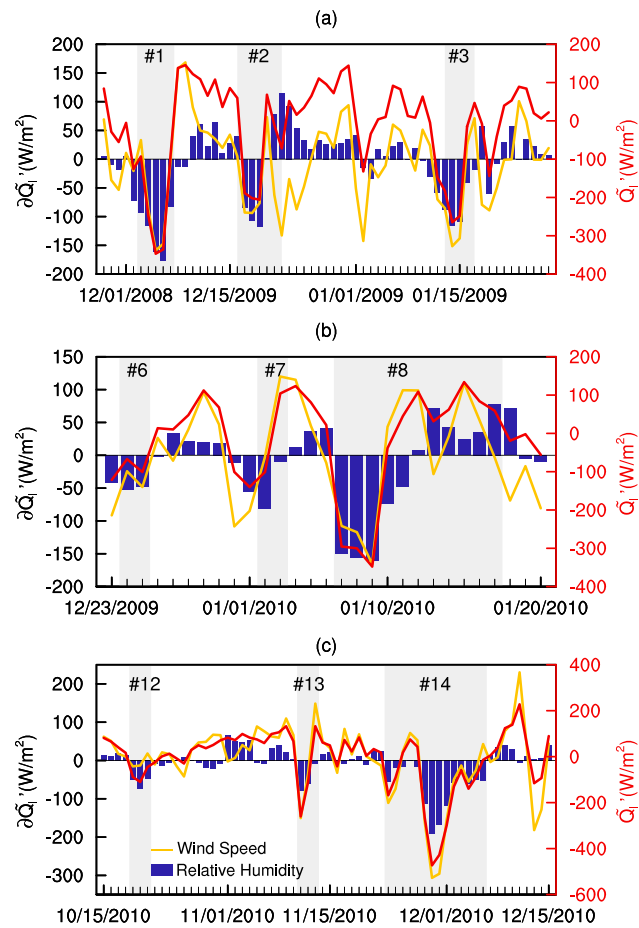 (a)
200
150
100
50
0
-50
-100
-150
-200
∂Q̃ₗ'(W/m²)
#1 #2 #3
200
100
0
-100
-200
-300
-400
Q̃ₗ'(W/m²)
12/01/2008 12/15/2009 01/01/2009 01/15/2009
(b)
150
100
50
0
-50
-100
-150
-200
∂Q̃ₗ'(W/m²)
#6 #7 #8
200
100
0
-100
-200
-300
-400
Q̃ₗ'(W/m²)
12/23/2009 01/01/2010 01/10/2010 01/20/2010
(c)
200
100
0
-100
-200
-300
∂Q̃ₗ'(W/m²)
#12 #13 #14
Wind Speed
Relative Humidity
400
200
0
-200
-400
-600
Q̃ₗ'(W/m²)
10/15/2010 11/01/2010 11/15/2010 12/01/2010 12/15/2010